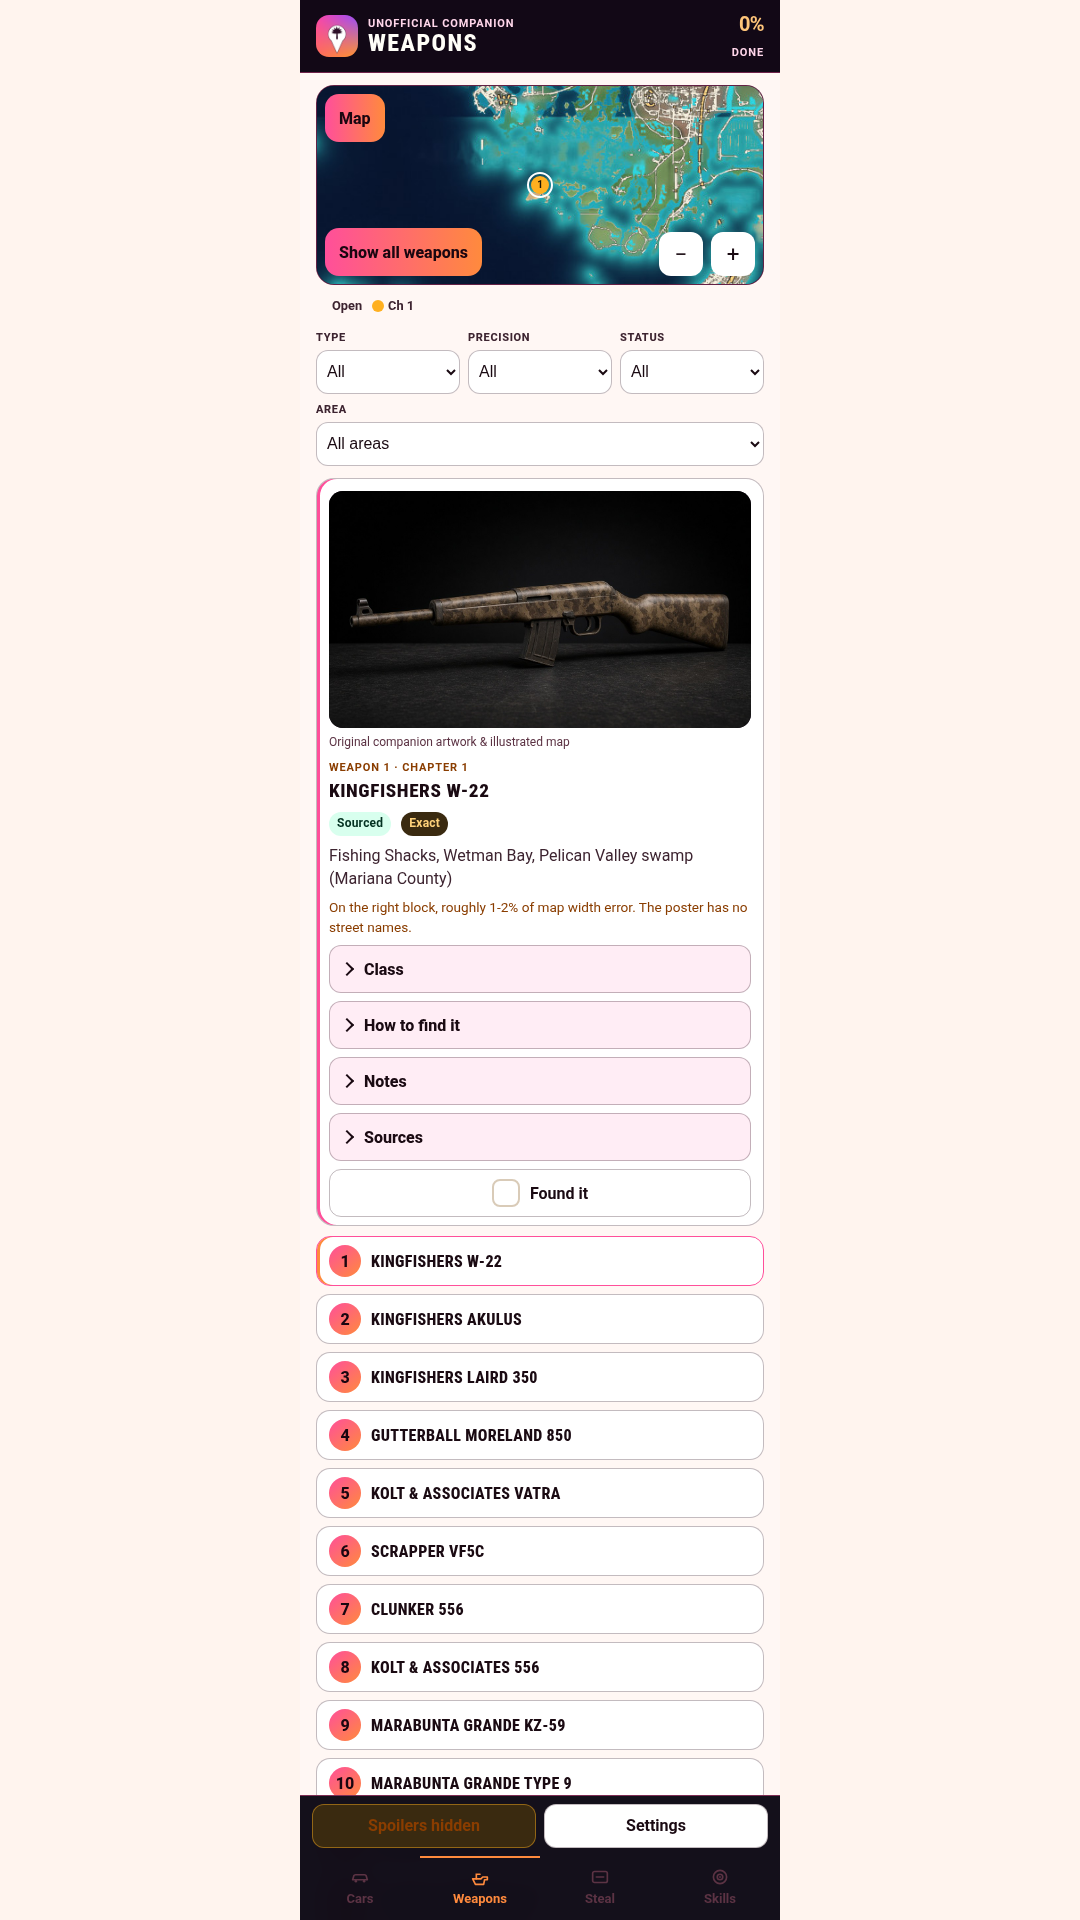 UNOFFICIAL COMPANION
WEAPONS
0%
DONE
Map
1
Show all weapons
−
+
Open
Ch 1
TYPE
PRECISION
STATUS
All
All
All
AREA
All areas
Original companion artwork & illustrated map
WEAPON 1 · CHAPTER 1
KINGFISHERS W-22
Sourced
Exact
Fishing Shacks, Wetman Bay, Pelican Valley swamp
(Mariana County)
On the right block, roughly 1-2% of map width error. The poster has no
street names.
Class
How to find it
Notes
Sources
Found it
1 KINGFISHERS W-22
2 KINGFISHERS AKULUS
3 KINGFISHERS LAIRD 350
4 GUTTERBALL MORELAND 850
5 KOLT & ASSOCIATES VATRA
6 SCRAPPER VF5C
7 CLUNKER 556
8 KOLT & ASSOCIATES 556
9 MARABUNTA GRANDE KZ-59
10 MARABUNTA GRANDE TYPE 9
Spoilers hidden
Settings
Cars
Weapons
Steal
Skills